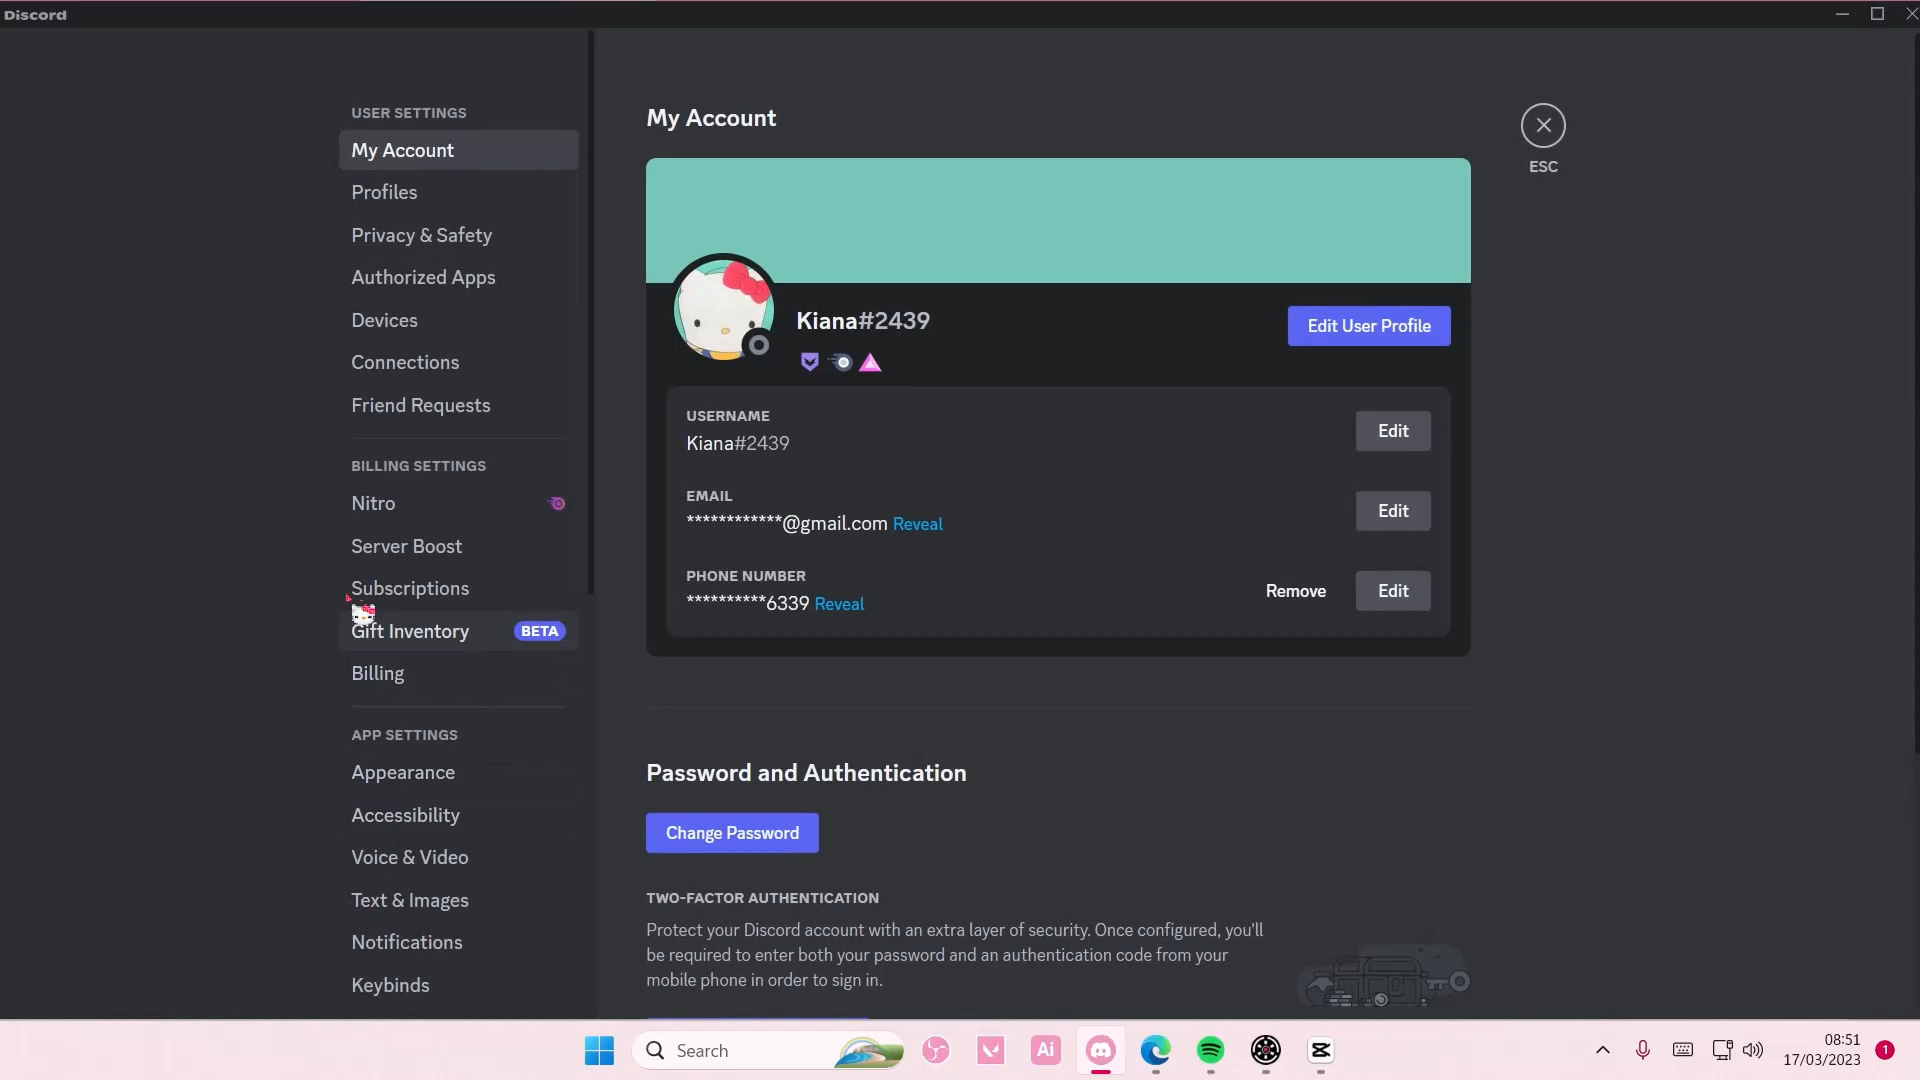 Discord
USER SETTINGS
My Account
Profiles
Privacy & Safety
Authorized Apps
Devices
Connections
Friend Requests
BILLING SETTINGS
Nitro
Server Boost
Subscriptions
Gift Inventory BETA
Billing
APP SETTINGS
Appearance
Accessibility
Voice & Video
Text & Images
Notifications
Keybinds
My Account
ESC
Kiana#2439
Edit User Profile
USERNAME
Kiana#2439
Edit
EMAIL
************@gmail.com Reveal
Edit
PHONE NUMBER
**********6339 Reveal
Remove
Edit
Password and Authentication
Change Password
TWO-FACTOR AUTHENTICATION
Protect your Discord account with an extra layer of security. Once configured, you'll
be required to enter both your password and an authentication code from your
mobile phone in order to sign in.
Search
Ai
08:51
17/03/2023
1